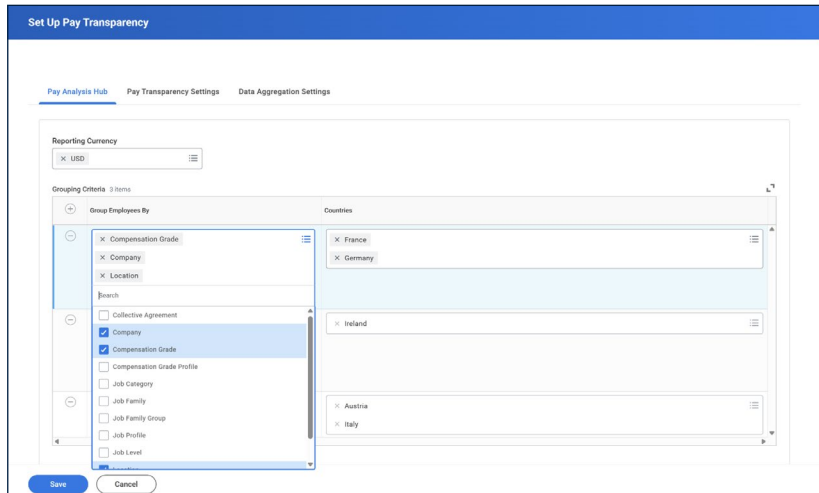 Set Up Pay Transparency
Pay Analysis Hub Pay Transparency Settings Data Aggregation Settings
Reporting Currency
× USD
Grouping Criteria 3 items
Group Employees By Countries
× Compensation Grade
× Company
× Location
Search
Collective Agreement
Company
Compensation Grade
Compensation Grade Profile
Job Category
Job Family
Job Family Group
Job Profile
Job Level
Location
× France
× Germany
× Ireland
× Austria
× Italy
Save Cancel